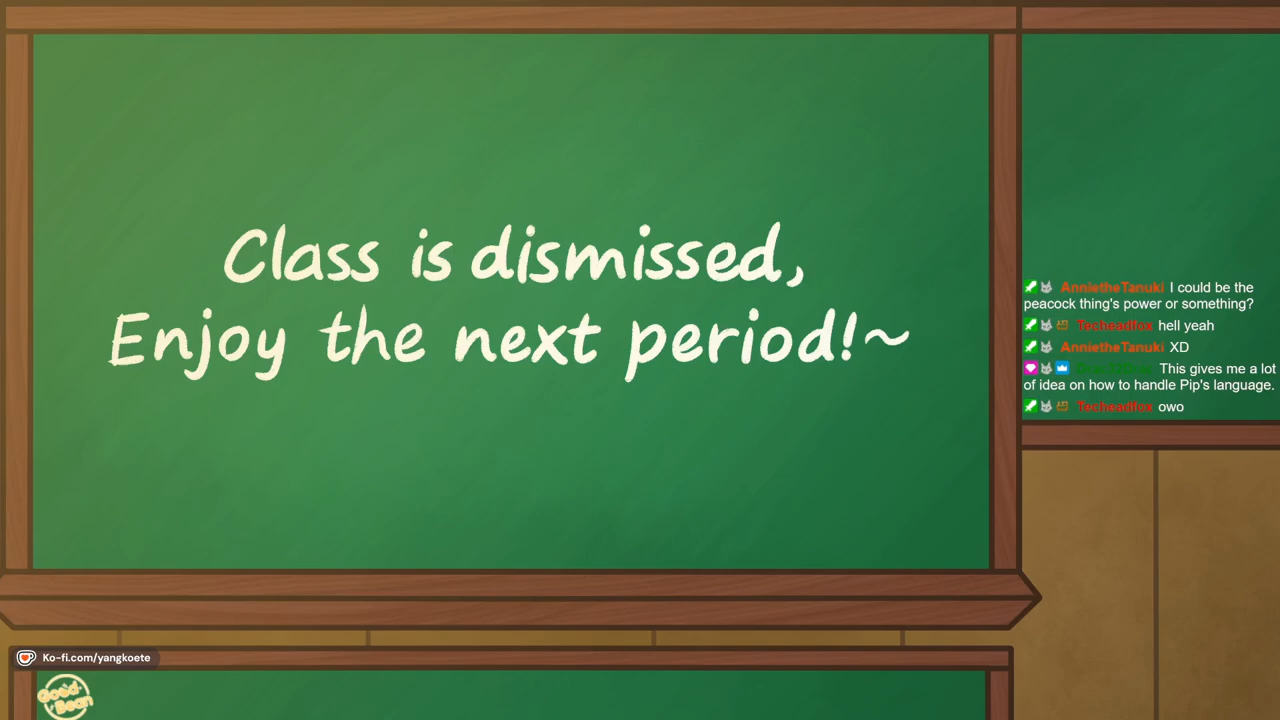 Class is dismissed,
Enjoy the next period!~
AnnietheTanuki I could be the
peacock thing's power or something?
Techeadfox hell yeah
AnnietheTanuki XD
This gives me a lot
of idea on how to handle Pip's language.
Techeadfox owo
Ko-fi.com/yangkoete
Good
Bean